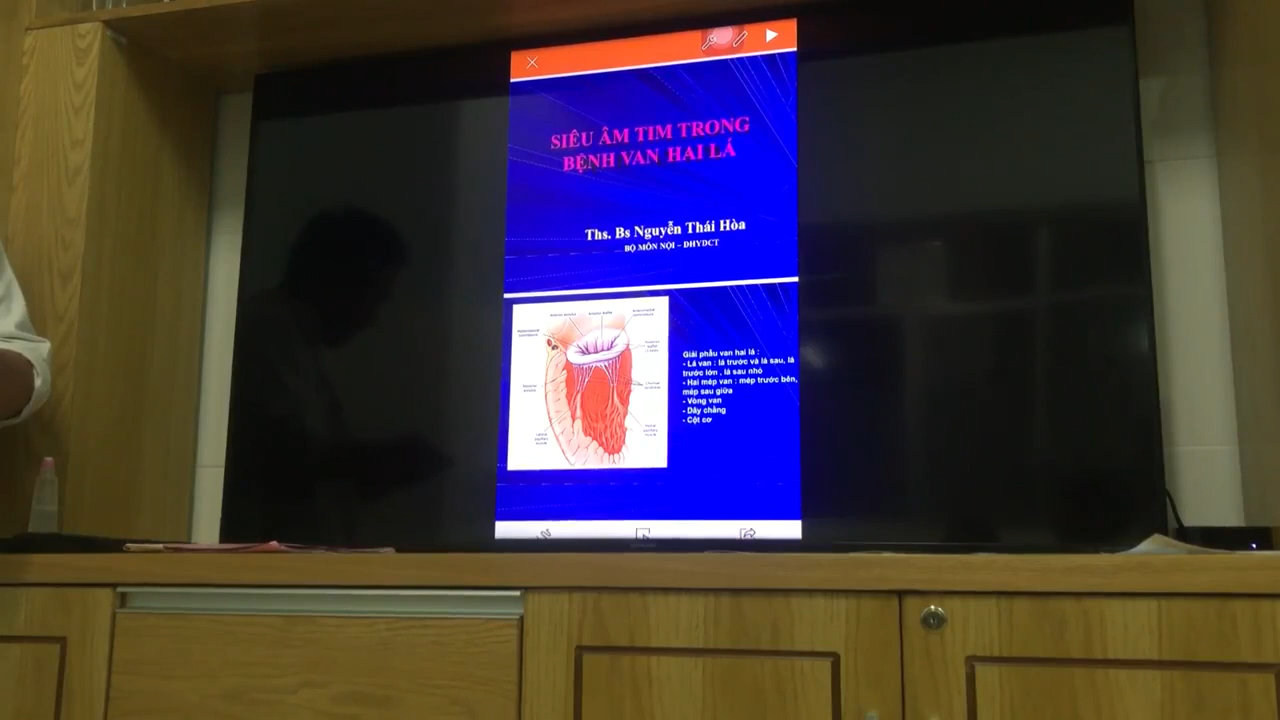 SIÊU ÂM TIM TRONG
BỆNH VAN HAI LÁ
Ths. Bs Nguyễn Thái Hòa
BỘ MÔN NỘI – ĐHYDCT
Giải phẫu van hai lá :
- Lá van : lá trước và lá sau, lá
trước lớn , lá sau nhỏ
- Hai mép van : mép trước bên,
mép sau giữa
- Vòng van
- Dây chằng
- Cột cơ